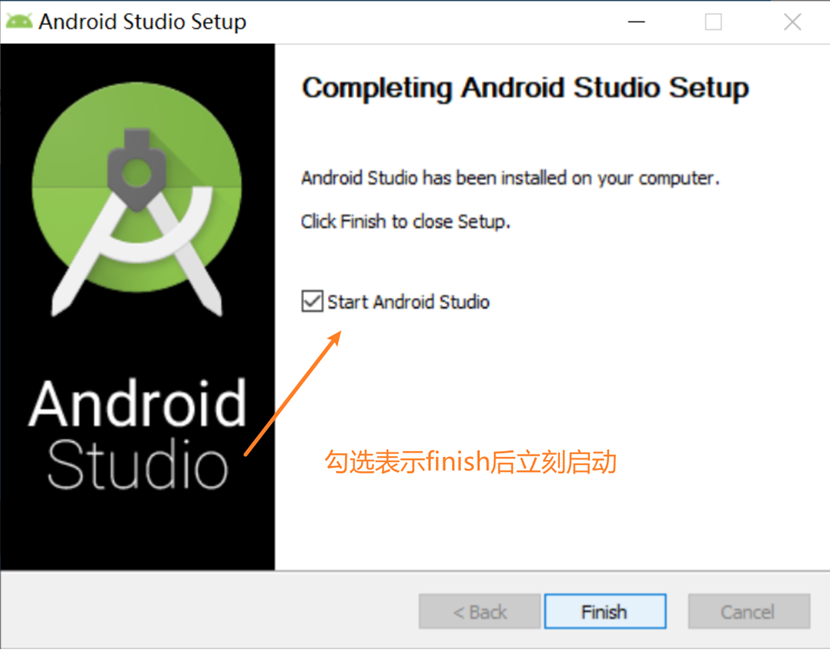 Android Studio Setup
Completing Android Studio Setup
Android Studio has been installed on your computer.
Click Finish to close Setup.
Start Android Studio
Android
Studio
勾选表示finish后立刻启动
< Back
Finish
Cancel